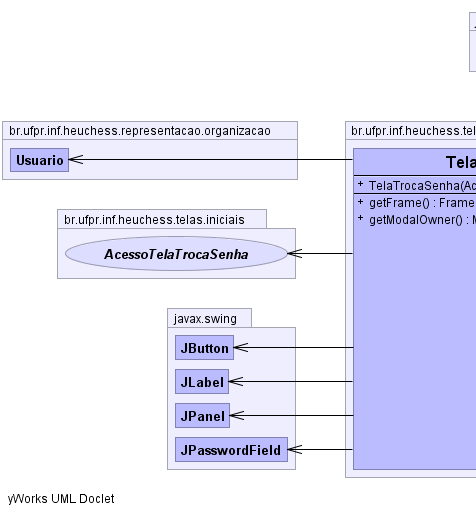 br.ufpr.inf.heuchess.representacao.organizacao
Usuario
br.ufpr.inf.heuchess.tel
Tela
+ TelaTrocaSenha(Ac
+ getFrame() : Frame
+ getModalOwner() : M
br.ufpr.inf.heuchess.telas.iniciais
AcessoTelaTrocaSenha
javax.swing
JButton
JLabel
JPanel
JPasswordField
yWorks UML Doclet